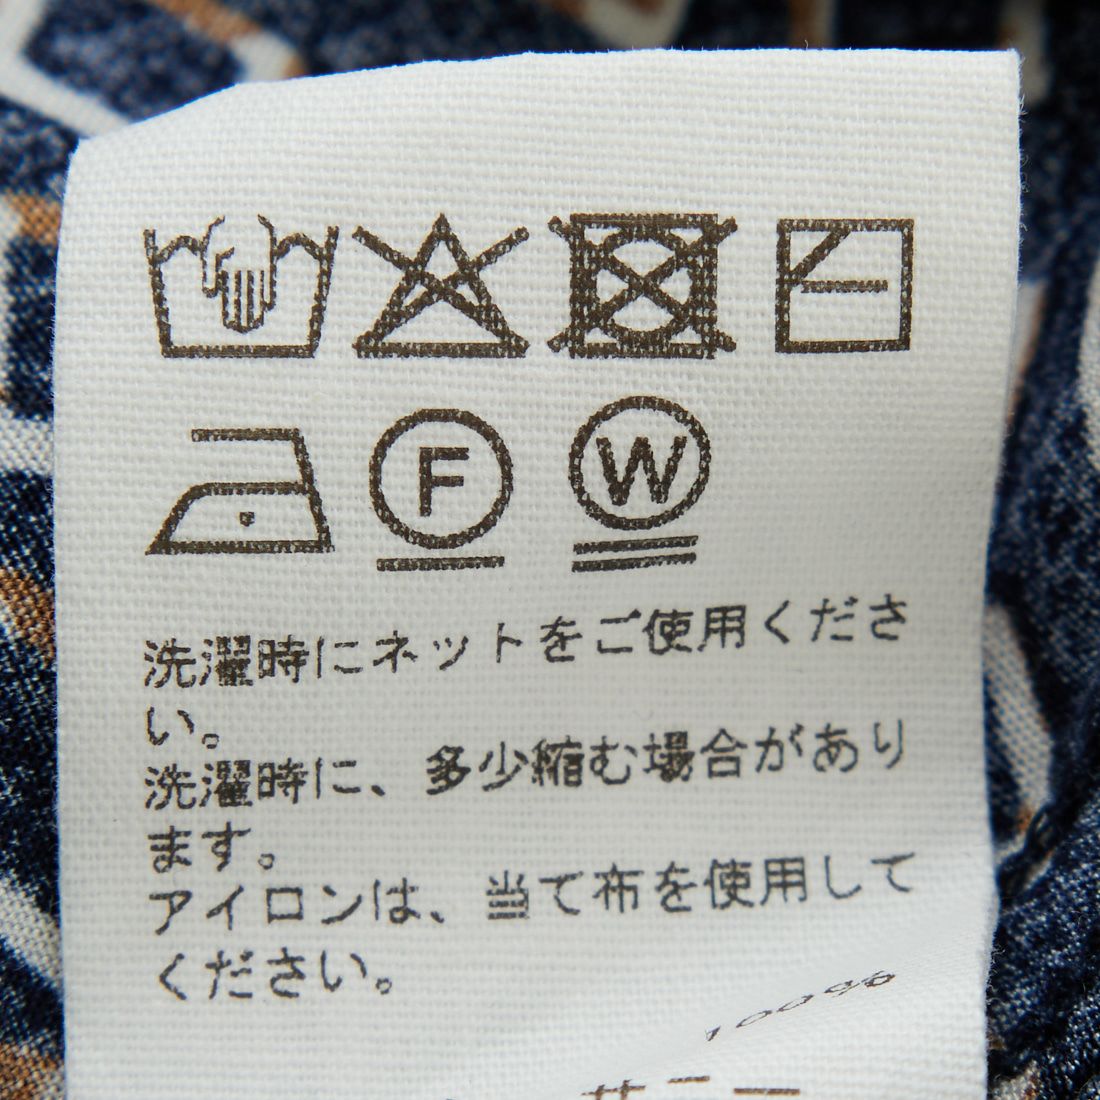 F W
洗濯時にネットをご使用くださ
い。
洗濯時に、多少縮む場合があり
ます。
アイロンは、当て布を使用して
ください。
100%